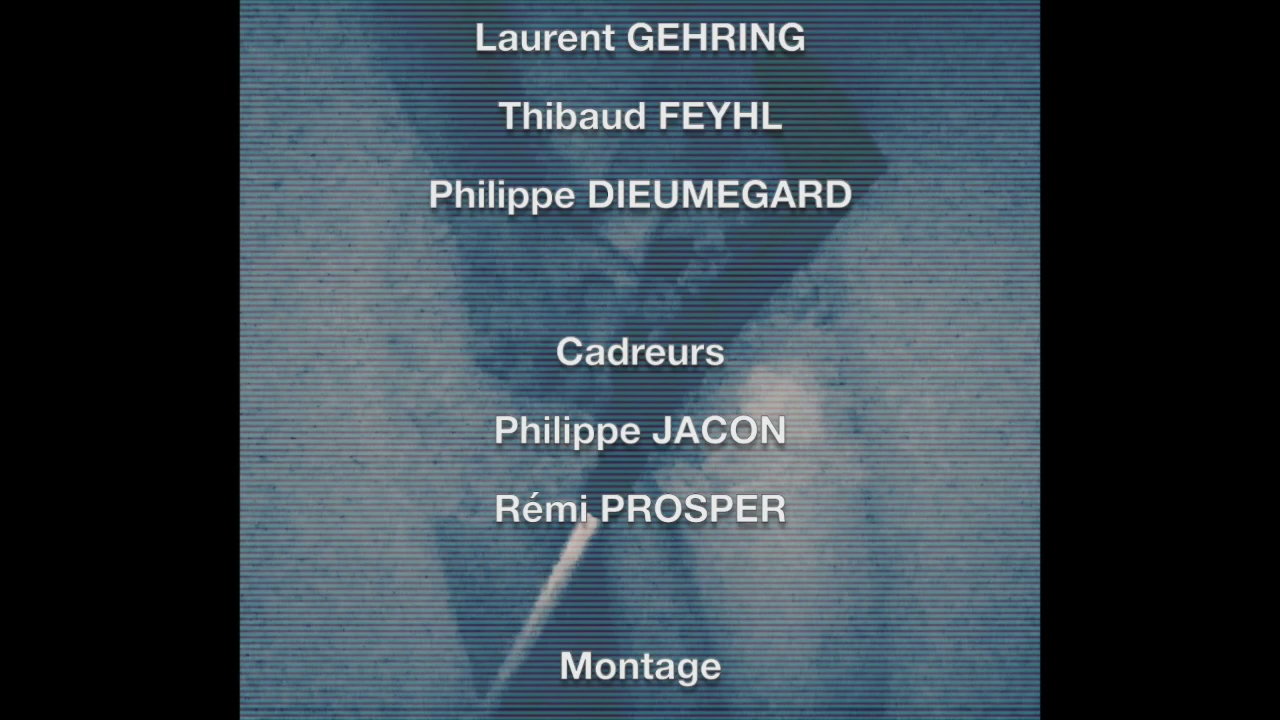 Laurent GEHRING
Thibaud FEYHL
Philippe DIEUMEGARD
Cadreurs
Philippe JACON
Rémi PROSPER
Montage